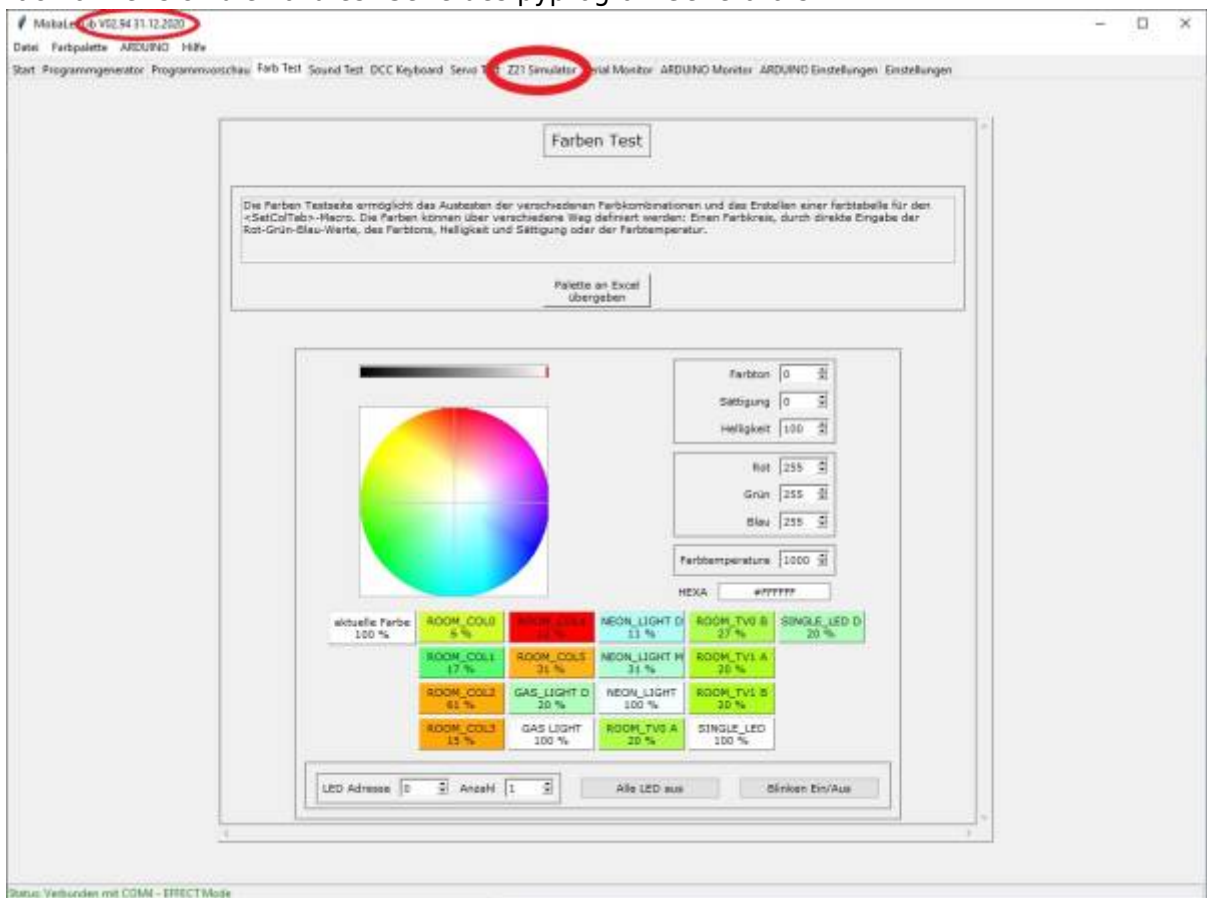 MobaLedLib V02.94 31.12.2020
Datei Farbpalette ARDUINO Hilfe
Start Programmgenerator Programmvorschau Farb Test Sound Test DCC Keyboard Servo Test Z21 Simulator Serial Monitor ARDUINO Monitor ARDUINO Einstellungen Einstellungen
Farben Test
Die Farben Testseite ermöglicht das Austesten der verschiedenen Farbkombinationen und das Erstellen einer farbtabelle für den
<SetColTab>-Macro. Die Farben können über verschiedene Weg definiert werden: Einen Farbkreis, durch direkte Eingabe der
Rot-Grün-Blau-Werte, des Farbtons, Helligkeit und Sättigung oder der Farbtemperatur.
Palette an Excel
übergeben
Farbton 0
Sättigung 0
Helligkeit 100
Rot 255
Grün 255
Blau 255
Farbtemperature 1000
HEXA #FFFFFF
aktuelle Farbe
100 %
ROOM_COL0
6 %
NEON_LIGHT D
11 %
ROOM_TV0 B
27 %
SINGLE_LED D
20 %
ROOM_COL1
17 %
ROOM_COL5
31 %
NEON_LIGHT M
31 %
ROOM_TV1 A
20 %
ROOM_COL2
61 %
GAS_LIGHT D
20 %
NEON_LIGHT
100 %
ROOM_TV1 B
20 %
ROOM_COL3
15 %
GAS LIGHT
100 %
ROOM_TV0 A
20 %
SINGLE_LED
100 %
LED Adresse 0 Anzahl 1 Alle LED aus Blinken Ein/Aus
Status: Verbunden mit COM4 - EFFECT Mode